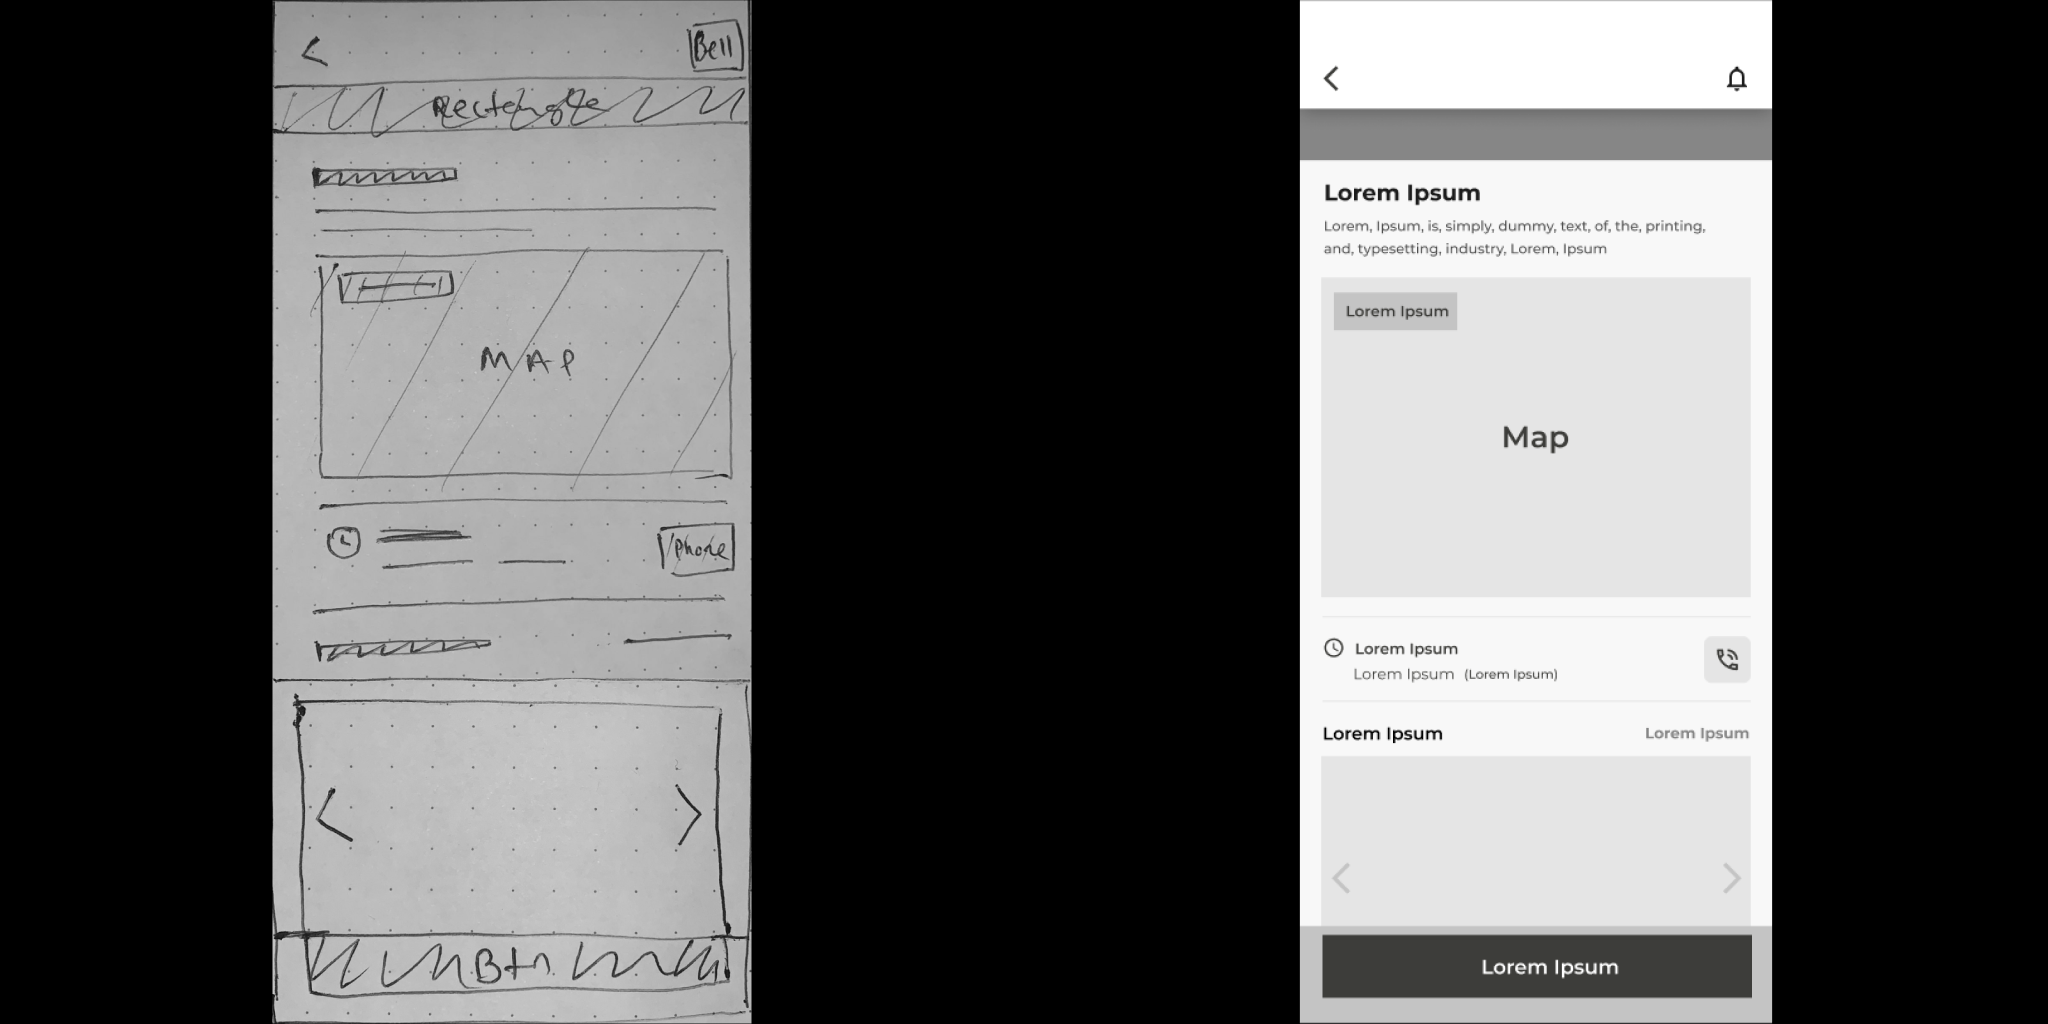 Bell
Rectangle
MAP
Phone
Btn
Lorem Ipsum
Lorem, Ipsum, is, simply, dummy, text, of, the, printing,
and, typesetting, industry, Lorem, Ipsum
Lorem Ipsum
Map
Lorem Ipsum
Lorem Ipsum (Lorem Ipsum)
Lorem Ipsum Lorem Ipsum
Lorem Ipsum